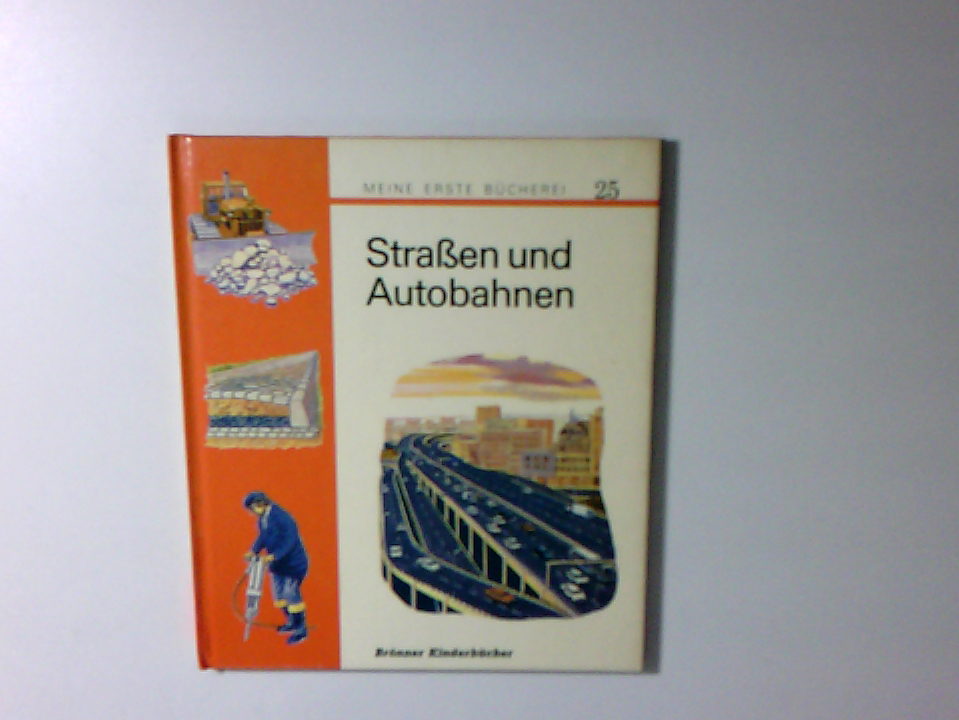 MEINE ERSTE BÜCHEREI 25
Straßen und
Autobahnen
Brönner Kinderbücher